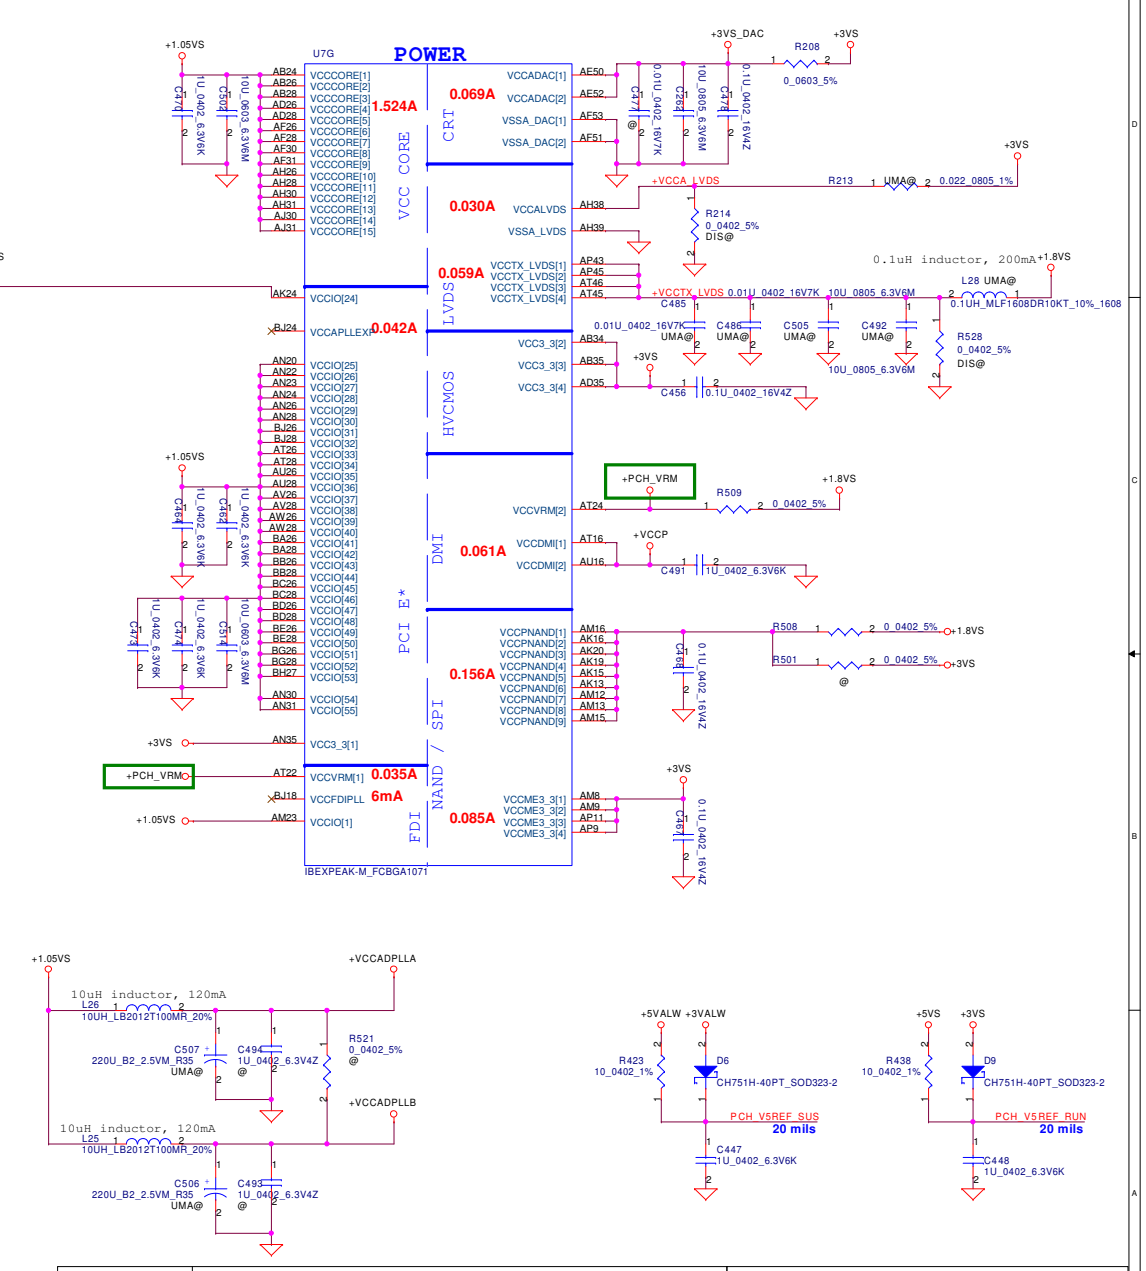 +1.05VS
U7G
POWER
+3VS_DAC
R208
+3VS
1
2
0_0603_5%
AB24 VCCCORE[1]
AB26 VCCCORE[2]
AB28 VCCCORE[3]
AD26 VCCCORE[4]
AD28 VCCCORE[5]
AF26 VCCCORE[6]
AF28 VCCCORE[7]
AF30 VCCCORE[8]
AF31 VCCCORE[9]
AH26 VCCCORE[10]
AH28 VCCCORE[11]
AH30 VCCCORE[12]
AH31 VCCCORE[13]
AJ30 VCCCORE[14]
AJ31 VCCCORE[15]
1.524A
VCC CORE
1U_0402_6.3V6K
C502
10U_0603_6.3V6M
0.069A
CRT
VCCADAC[1] AE50
VCCADAC[2] AE52
VSSA_DAC[1] AF53
VSSA_DAC[2] AF51
0.01U_0402_16V7K
@
10U_0805_6.3V6M
0.1U_0402_16V4Z
D
+3VS
+VCCA_LVDS
R213
1 UMA@ 2
0.022_0805_1%
0.030A
VCCALVDS AH38
VSSA_LVDS AH39
R214
0_0402_5%
DIS@
0.059A
LVDS
VCCTX_LVDS[1] AP43
VCCTX_LVDS[2] AP45
VCCTX_LVDS[3] AT46
VCCTX_LVDS[4] AT45
0.1uH inductor, 200mA
+1.8VS
L28 UMA@
0.1UH_MLF1608DR10KT_10%_1608
+VCCTX_LVDS
0.01U_0402_16V7K
10U_0805_6.3V6M
C485
0.01U_0402_16V7K
UMA@
C486
UMA@
C505
UMA@
C492
UMA@
10U_0805_6.3V6M
R528
0_0402_5%
DIS@
AK24 VCCIO[24]
BJ24 VCCAPLLEXP
0.042A
HVCMOS
VCC3_3[2] AB34
VCC3_3[3] AB35
VCC3_3[4] AD35
+3VS
C456
1 2
0.1U_0402_16V4Z
AN20 VCCIO[25]
AN22 VCCIO[26]
AN23 VCCIO[27]
AN24 VCCIO[28]
AN26 VCCIO[29]
AN28 VCCIO[30]
BJ26 VCCIO[31]
BJ28 VCCIO[32]
AT26 VCCIO[33]
AT28 VCCIO[34]
AU26 VCCIO[35]
AU28 VCCIO[36]
AV26 VCCIO[37]
AV28 VCCIO[38]
AW26 VCCIO[39]
AW28 VCCIO[40]
BA26 VCCIO[41]
BA28 VCCIO[42]
BB26 VCCIO[43]
BB28 VCCIO[44]
BC26 VCCIO[45]
BC28 VCCIO[46]
BD26 VCCIO[47]
BD28 VCCIO[48]
BE26 VCCIO[49]
BE28 VCCIO[50]
BG26 VCCIO[51]
BG28 VCCIO[52]
BH27 VCCIO[53]
AN30 VCCIO[54]
AN31 VCCIO[55]
PCI E*
+1.05VS
1U_0402_6.3V6K
1U_0402_6.3V6K
1U_0402_6.3V6K
1U_0402_6.3V6K
10U_0603_6.3V6M
+PCH_VRM
C
R509
1 2
0_0402_5%
+1.8VS
VCCVRM[2] AT24
DMI
0.061A
+VCCP
VCCDMI[1] AT16
VCCDMI[2] AU16
C491
1U_0402_6.3V6K
VCCPNAND[1] AM16
VCCPNAND[2] AK16
VCCPNAND[3] AK20
VCCPNAND[4] AK19
VCCPNAND[5] AK15
VCCPNAND[6] AK13
VCCPNAND[7] AM12
VCCPNAND[8] AM13
VCCPNAND[9] AM15
0.156A
NAND / SPI
R508
1 2
0_0402_5%
+1.8VS
R501
1 2
0_0402_5%
+3VS
@
0.1U_0402_16V4Z
+3VS
AN35 VCC3_3[1]
+PCH_VRM
AT22 VCCVRM[1]
0.035A
BJ18 VCCFDIPLL
6mA
+1.05VS
AM23 VCCIO[1]
FDI
+3VS
VCCME3_3[1] AM8
VCCME3_3[2] AM9
VCCME3_3[3] AP11
VCCME3_3[4] AP9
0.085A
0.1U_0402_16V4Z
B
IBEXPEAK-M_FCBGA1071
+1.05VS
+VCCADPLLA
10uH inductor, 120mA
L26 1 2
10UH_LB2012T100MR_20%
C507
220U_B2_2.5VM_R35
UMA@
C494
1U_0402_6.3V4Z
@
R521
0_0402_5%
@
+VCCADPLLB
10uH inductor, 120mA
L25 1 2
10UH_LB2012T100MR_20%
C506
220U_B2_2.5VM_R35
UMA@
C493
1U_0402_6.3V4Z
@
+5VALW +3VALW
R423
10_0402_1%
D6
CH751H-40PT_SOD323-2
PCH_V5REF_SUS
20 mils
C447
1U_0402_6.3V6K
+5VS
+3VS
R438
10_0402_1%
D9
CH751H-40PT_SOD323-2
PCH_V5REF_RUN
20 mils
C448
1U_0402_6.3V6K
A